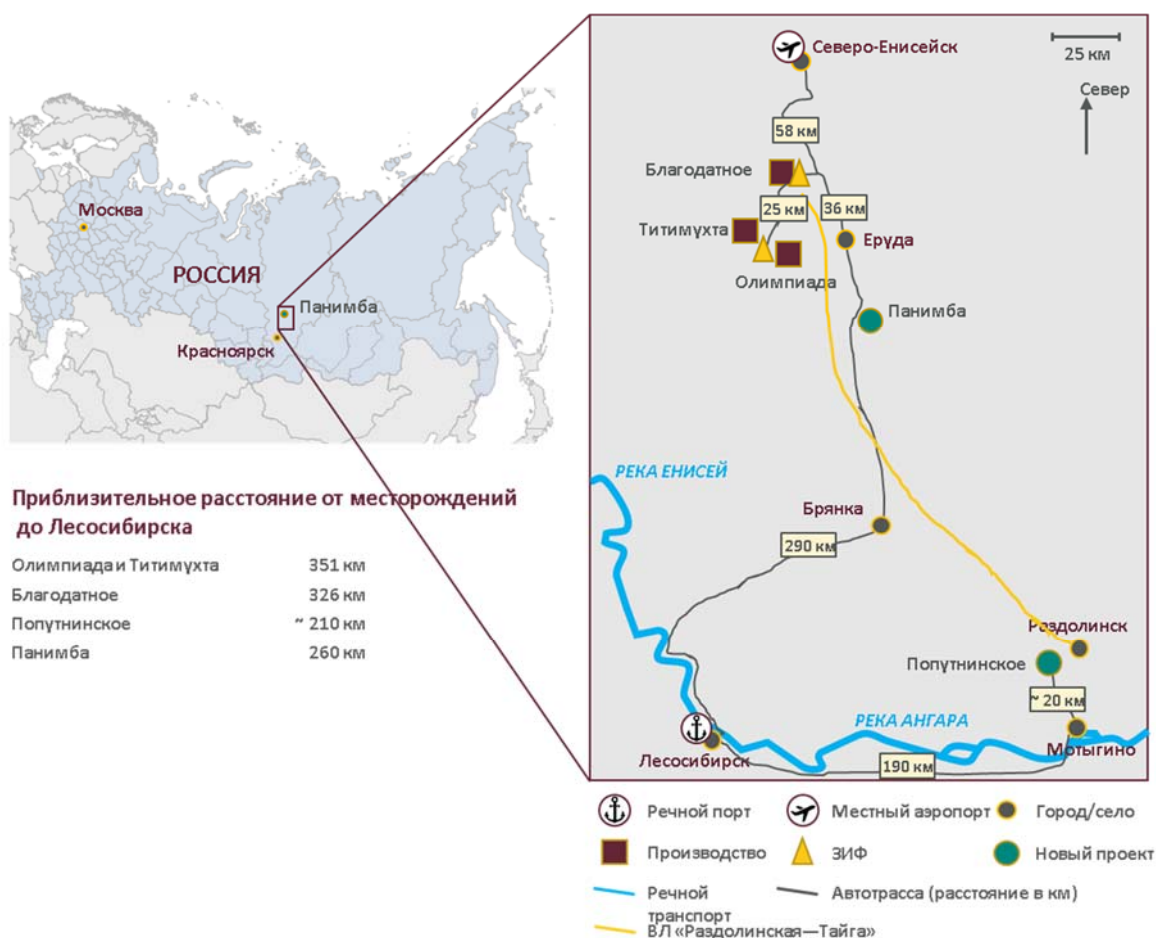 Москва
РОССИЯ
Панимба
Красноярск
Приблизительное расстояние от месторождений
до Лесосибирска
Олимпиада и Титимухта 351 км
Благодатное 326 км
Попутнинское ~ 210 км
Панимба 260 км
Северо-Енисейск
25 км
Север
58 км
Благодатное
25 км
36 км
Титимухта
Еруда
Олимпиада
Панимба
РЕКА ЕНИСЕЙ
Брянка
290 км
Раздолинск
Попутнинское
~ 20 км
РЕКА АНГАРА
Мотыгино
Лесосибирск
190 км
Речной порт
Местный аэропорт
Город/село
Производство
ЗИФ
Новый проект
Речной
транспорт
Автотрасса (расстояние в км)
ВЛ «Раздолинская—Тайга»